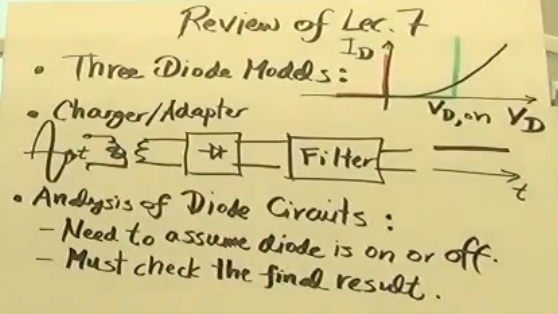 Review of Lec. 7
I_D
• Three Diode Models:
V_D,on V_D
• Charger/Adapter
t
Filter
t
• Analysis of Diode Circuits:
– Need to assume diode is on or off.
– Must check the final result.